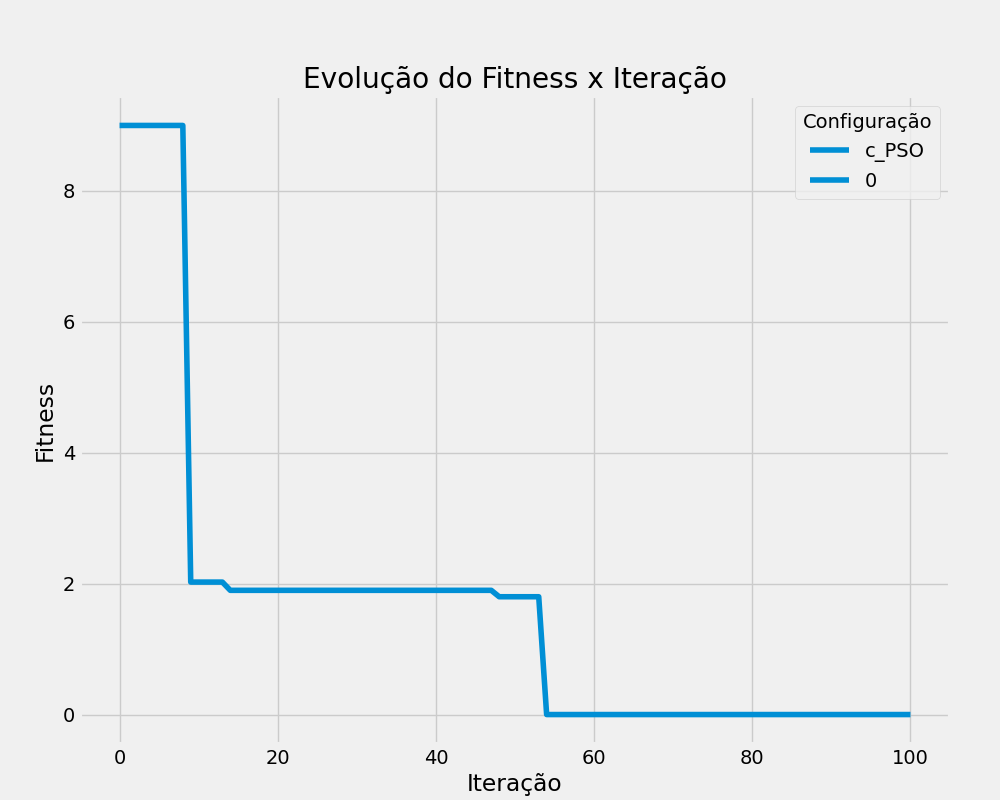 Evolução do Fitness x Iteração
Configuração
c_PSO
0
8
6
4
2
0
Fitness
0 20 40 60 80 100
Iteração